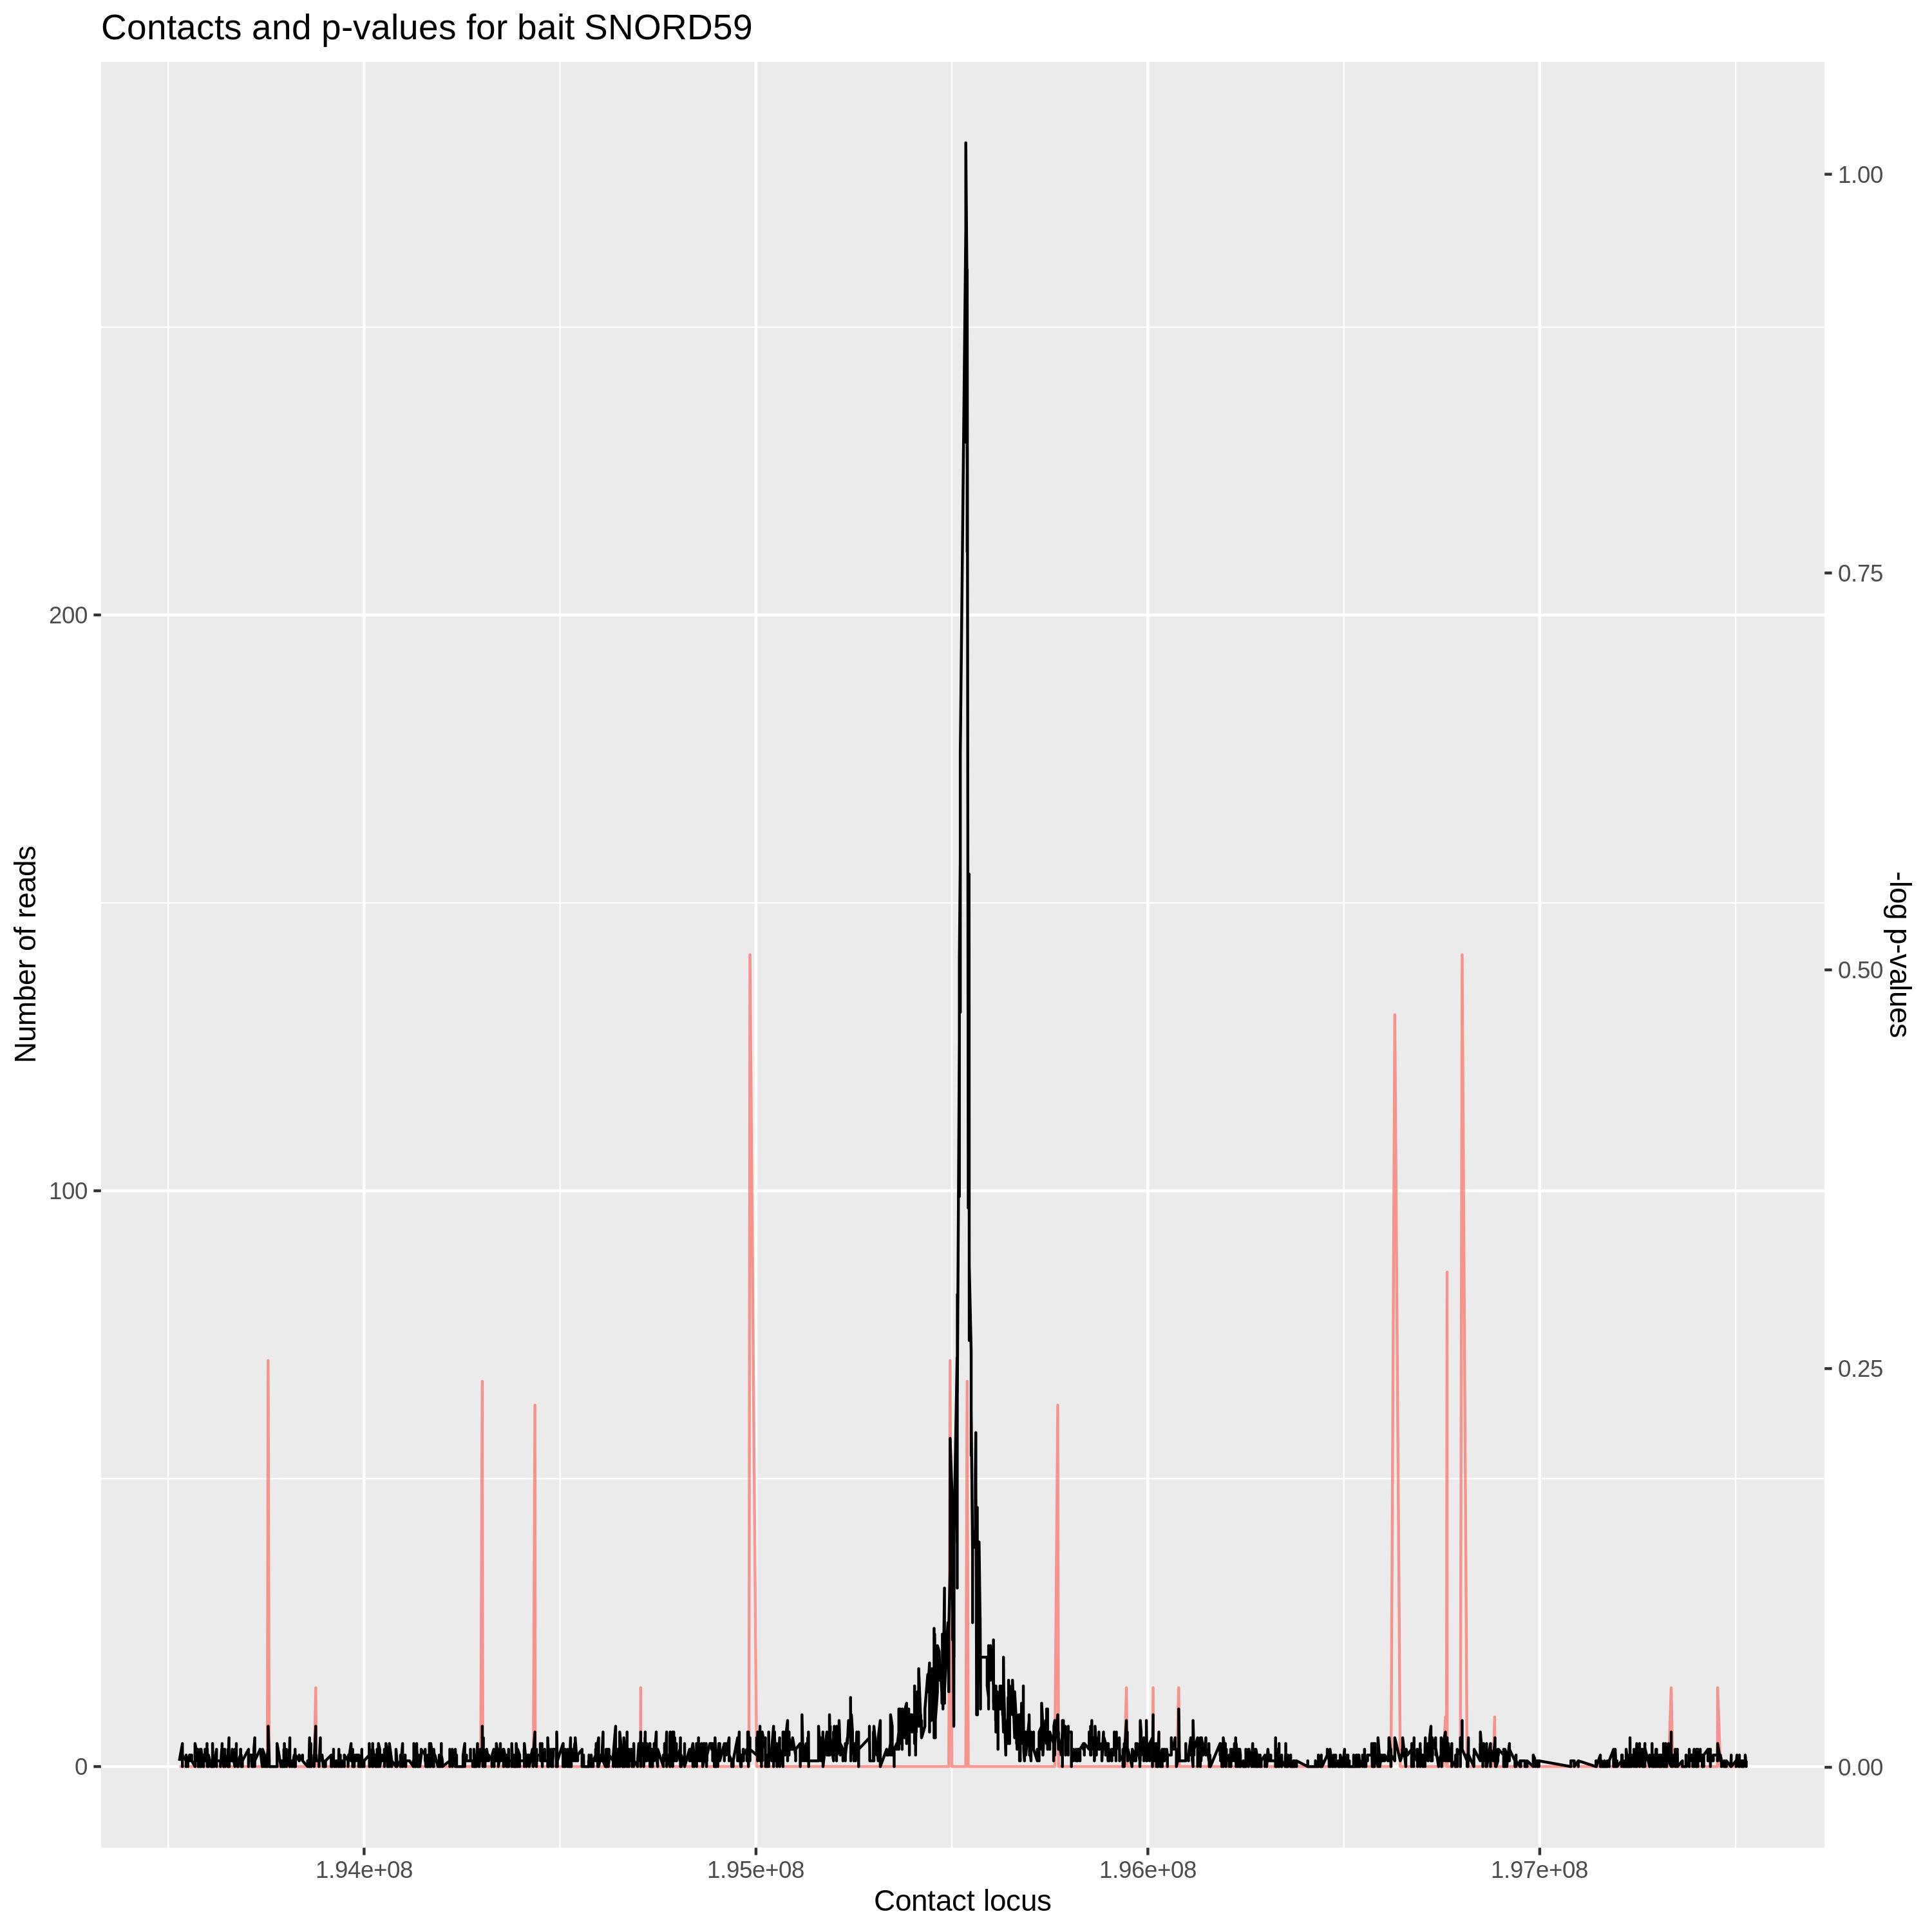 Contacts and p-values for bait SNORD59
Number of reads
200
100
0
1.00
0.75
0.50
0.25
0.00
-log p-values
1.94e+08
1.95e+08
1.96e+08
1.97e+08
Contact locus